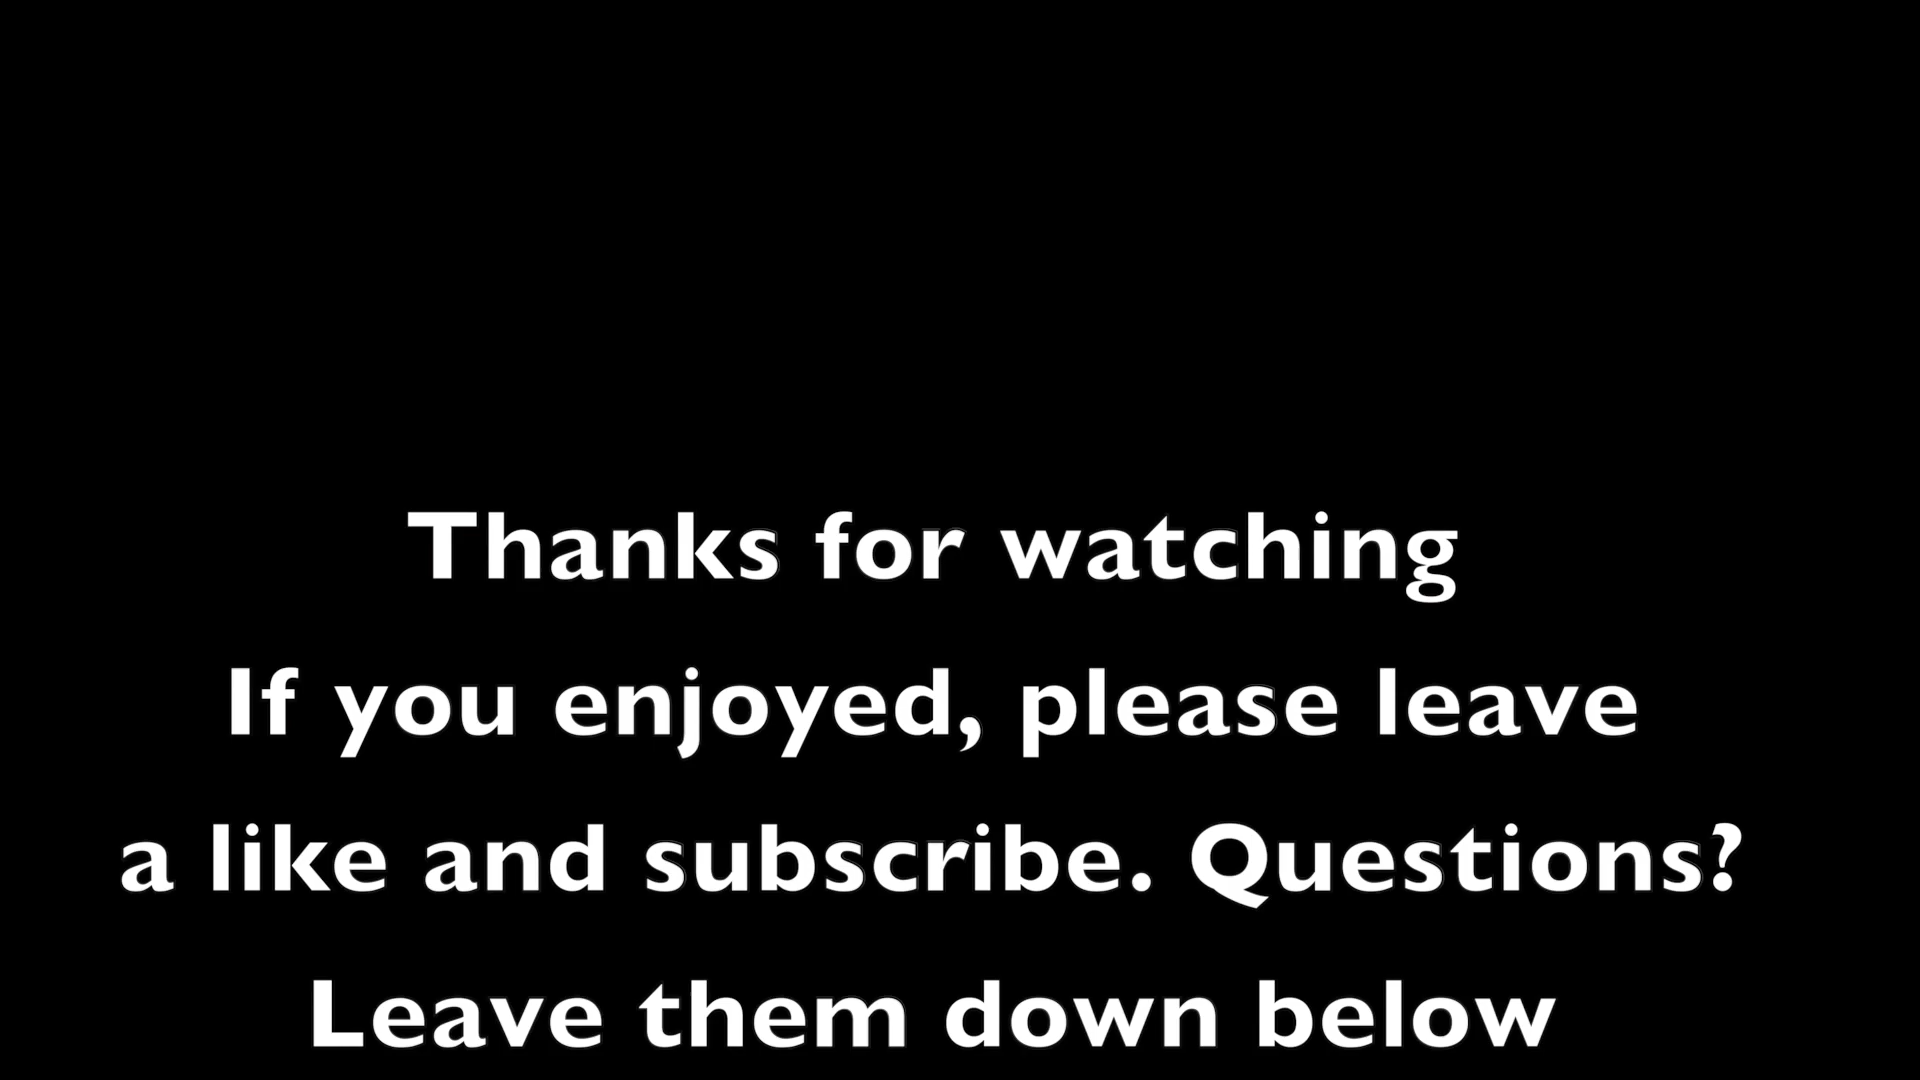 Thanks for watching
If you enjoyed, please leave
a like and subscribe. Questions?
Leave them down below